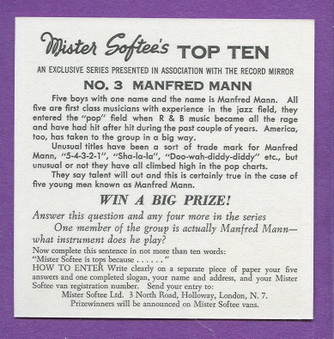 Mister Softee's TOP TEN
AN EXCLUSIVE SERIES PRESENTED IN ASSOCIATION WITH THE RECORD MIRROR
NO. 3 MANFRED MANN
Five boys with one name and the name is Manfred Mann. All
five are first class musicians with experience in the jazz field, they
entered the "pop" field when R & B music became all the rage
and have had hit after hit during the past couple of years. America,
too, has taken to the group in a big way.
Unusual titles have been a sort of trade mark for Manfred
Mann, "5-4-3-2-1", "Sha-la-la", "Doo-wah-diddy-diddy" etc., but
unusual or not they have all climbed high in the pop charts.
They say talent will out and this is certainly true in the case of
five young men known as Manfred Mann.
WIN A BIG PRIZE!
Answer this question and any four more in the series
One member of the group is actually Manfred Mann—
what instrument does he play?
Now complete this sentence in not more than ten words:
"Mister Softee is tops because . . . . . ."
HOW TO ENTER Write clearly on a separate piece of paper your five
answers and one completed slogan, your name and address, and your Mister
Softee van registration number. Send your entry to:
Mister Softee Ltd. 3 North Road, Holloway, London, N. 7.
Prizewinners will be announced on Mister Softee vans.